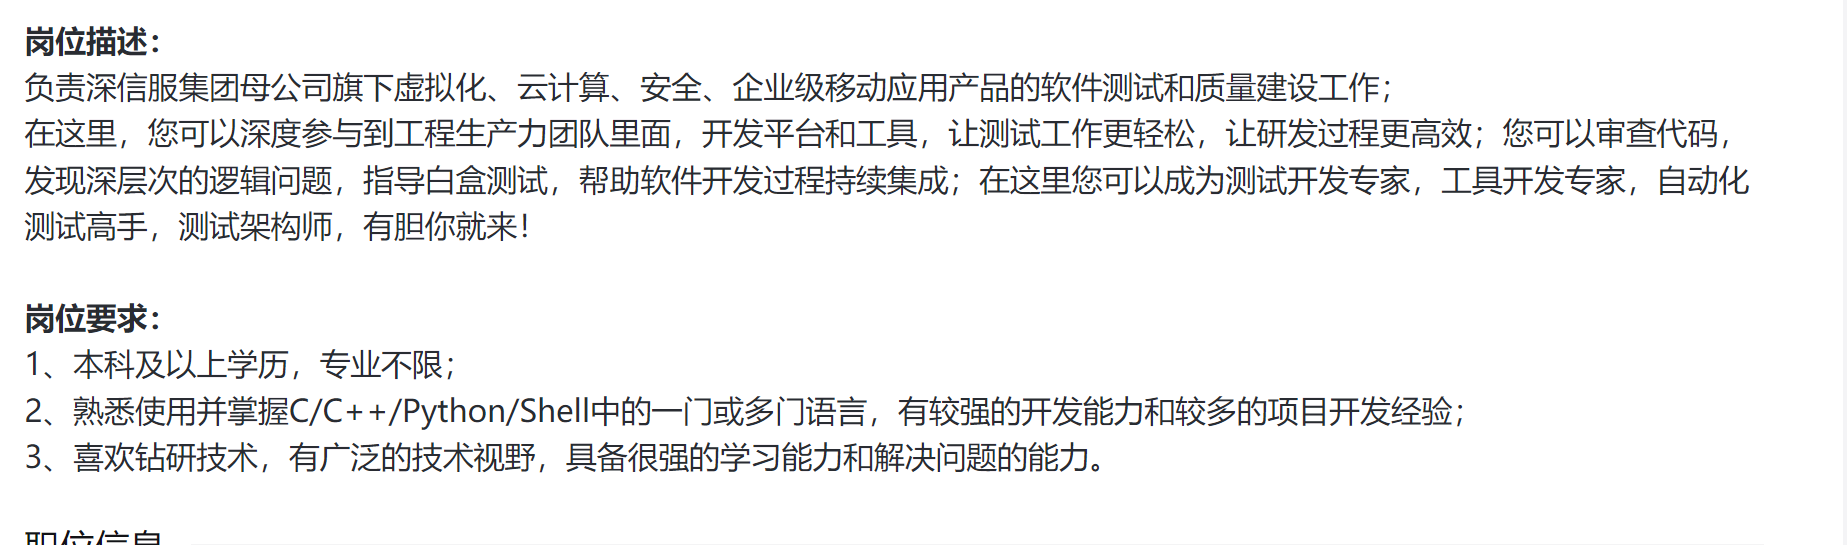 岗位描述：
负责深信服集团母公司旗下虚拟化、云计算、安全、企业级移动应用产品的软件测试和质量建设工作；
在这里，您可以深度参与到工程生产力团队里面，开发平台和工具，让测试工作更轻松，让研发过程更高效；您可以审查代码，
发现深层次的逻辑问题，指导白盒测试，帮助软件开发过程持续集成；在这里您可以成为测试开发专家，工具开发专家，自动化
测试高手，测试架构师，有胆你就来！
岗位要求：
1、本科及以上学历，专业不限；
2、熟悉使用并掌握C/C++/Python/Shell中的一门或多门语言，有较强的开发能力和较多的项目开发经验；
3、喜欢钻研技术，有广泛的技术视野，具备很强的学习能力和解决问题的能力。
职位信息